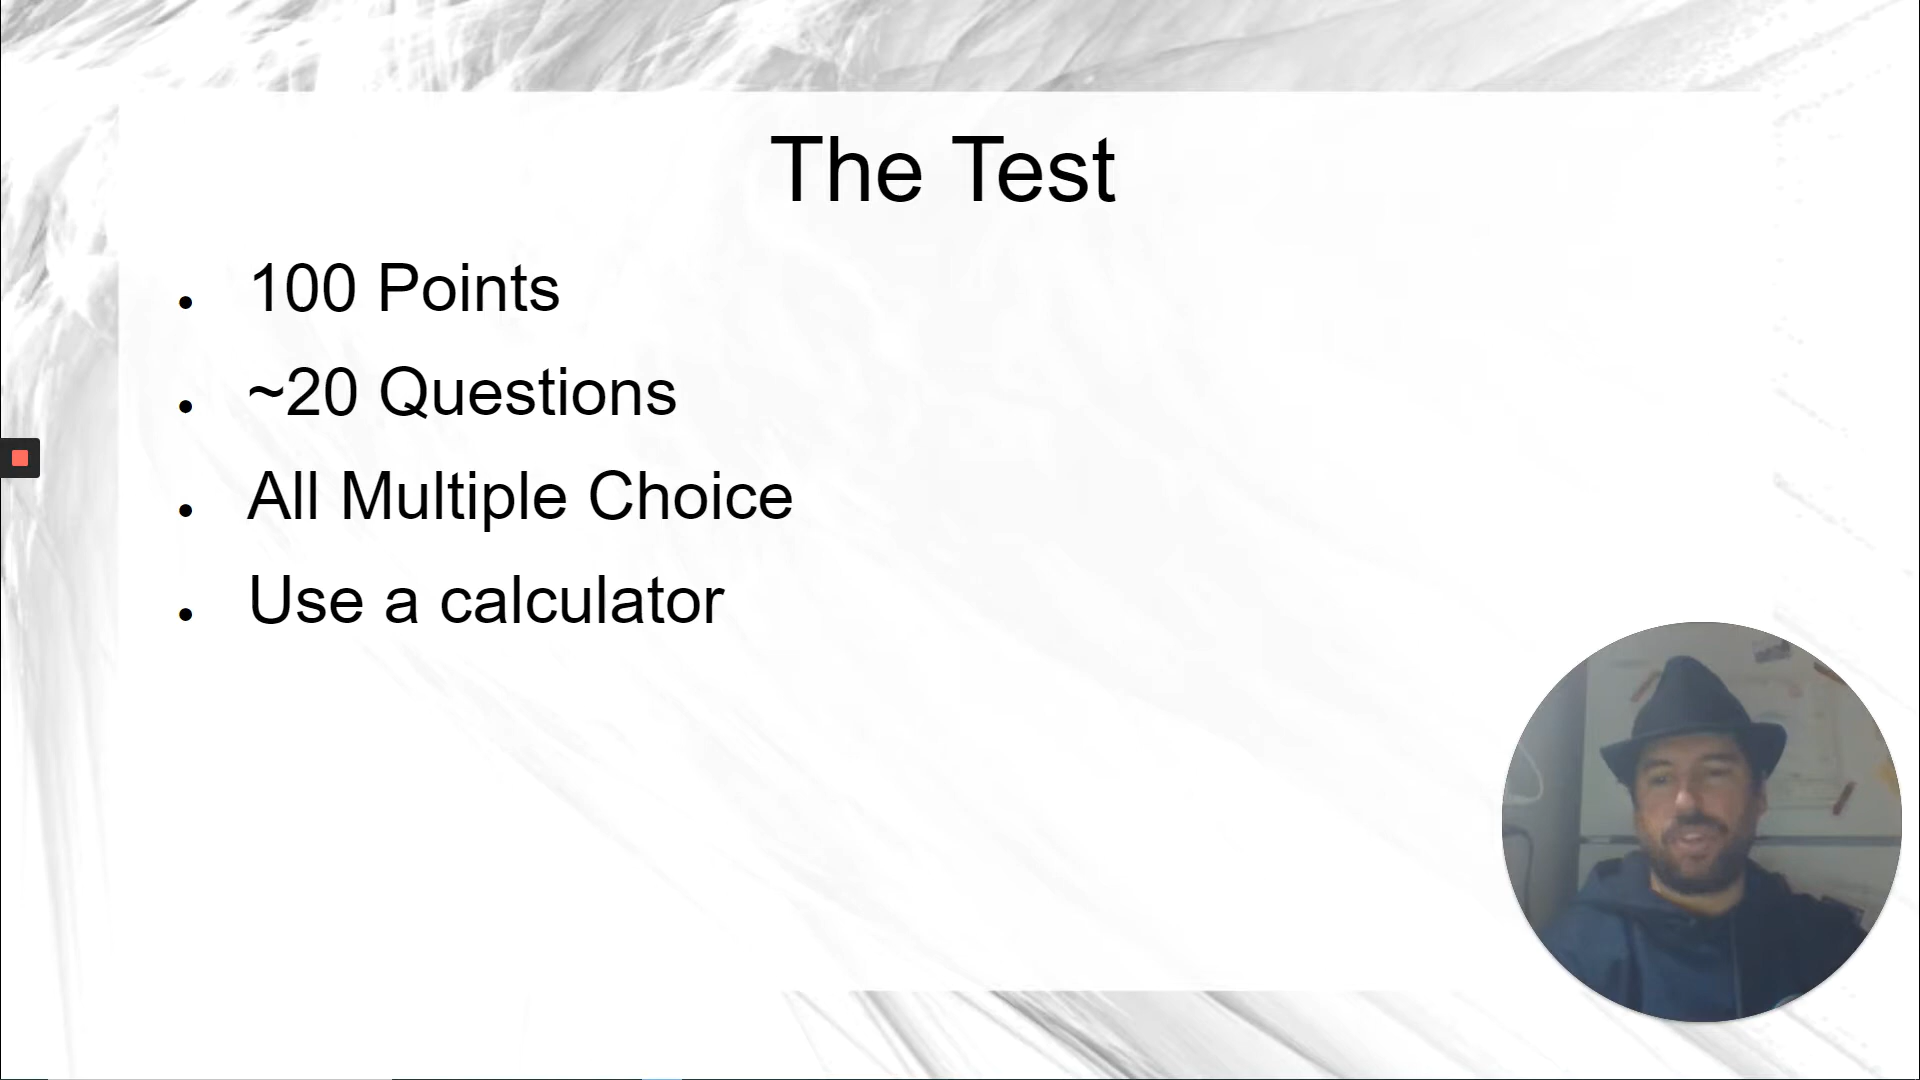 The Test
100 Points
~20 Questions
All Multiple Choice
Use a calculator